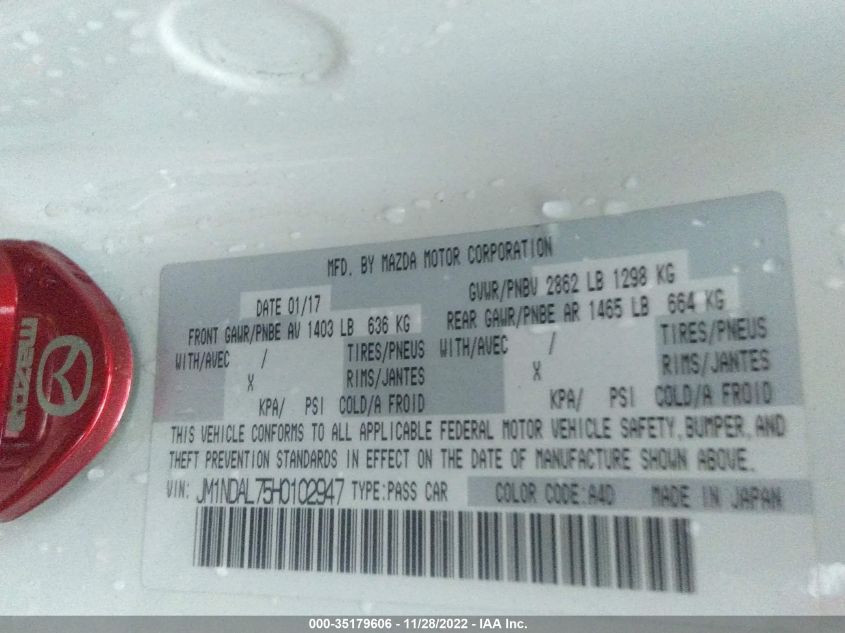 MFD. BY MAZDA MOTOR CORPORATION
DATE 01/17 GVWR/PNBV 2862 LB 1298 KG
FRONT GAWR/PNBE AV 1403 LB 636 KG REAR GAWR/PNBE AR 1465 LB 664 KG
WITH/AVEC / TIRES/PNEUS WITH/AVEC / TIRES/PNEUS
X RIMS/JANTES X RIMS/JANTES
KPA/ PSI COLD/A FROID KPA/ PSI COLD/A FROID
THIS VEHICLE CONFORMS TO ALL APPLICABLE FEDERAL MOTOR VEHICLE SAFETY, BUMPER, AND
THEFT PREVENTION STANDARDS IN EFFECT ON THE DATE OF MANUFACTURE SHOWN ABOVE.
VIN: JM1NDAL75H0102947 TYPE:PASS CAR COLOR CODE:A4D MADE IN JAPAN
mazda
000-35179606 - 11/28/2022 - IAA Inc.